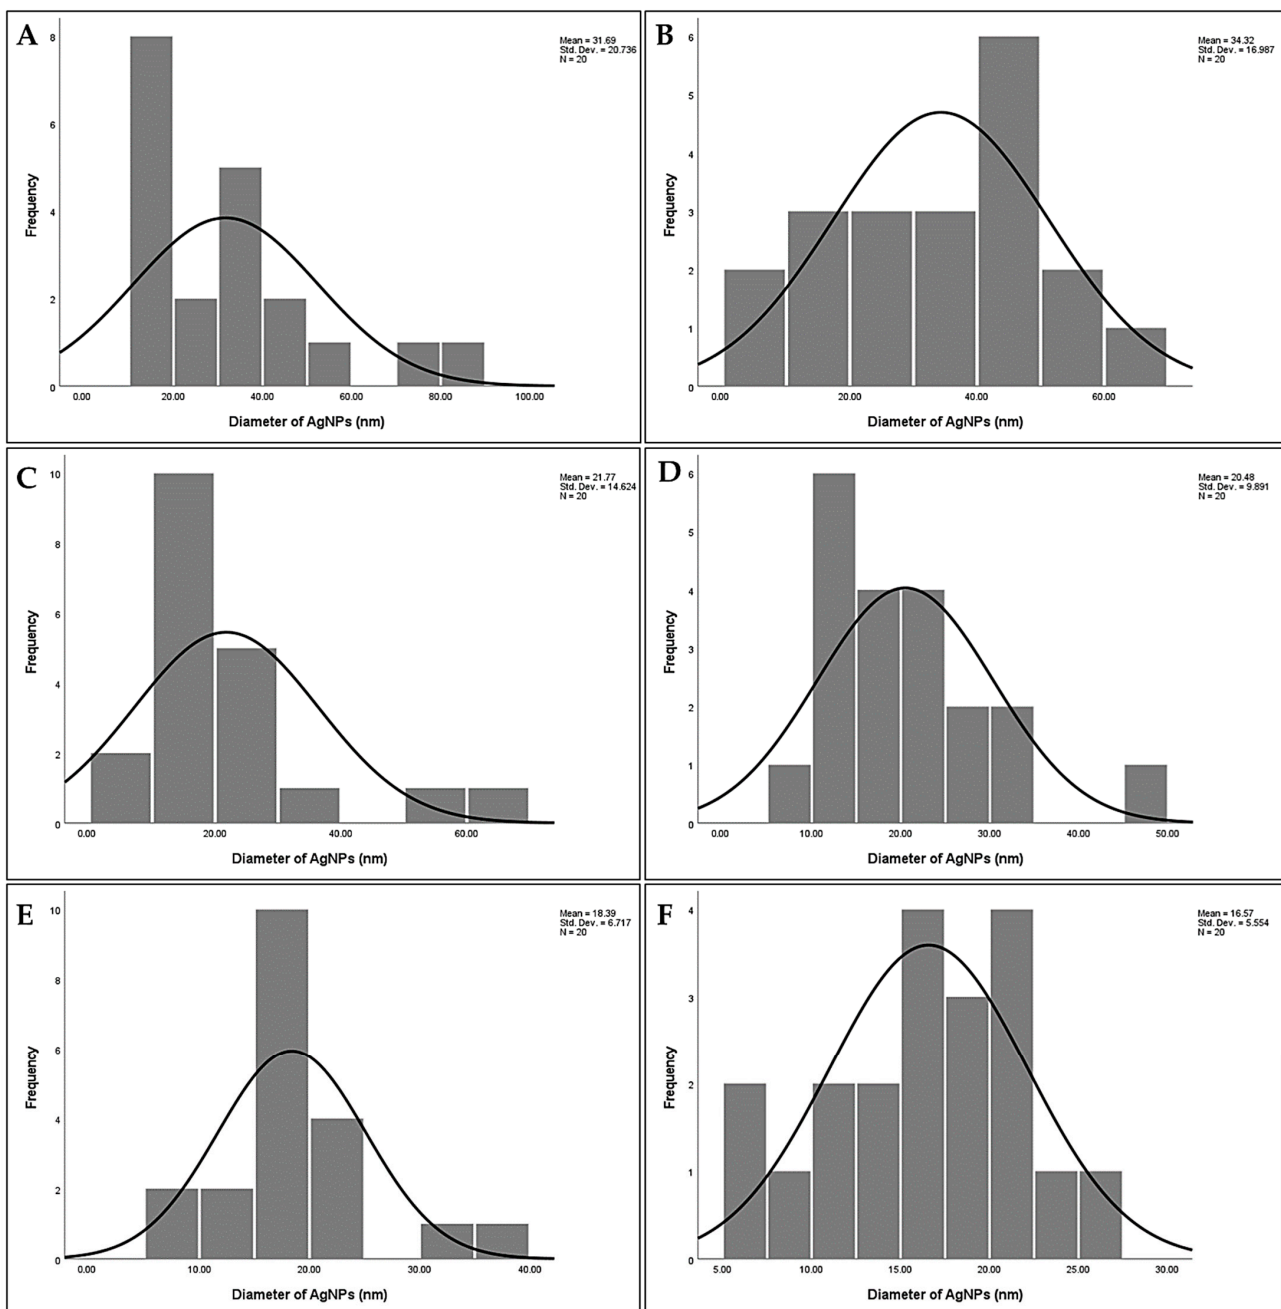 A
Mean = 31.69
Std. Dev. = 20.736
N = 20
8
6
4
2
0
Frequency
0.00 20.00 40.00 60.00 80.00 100.00
Diameter of AgNPs (nm)
B
Mean = 34.32
Std. Dev. = 16.987
N = 20
6
5
4
3
2
1
0
Frequency
0.00 20.00 40.00 60.00
Diameter of AgNPs (nm)
C
Mean = 21.77
Std. Dev. = 14.624
N = 20
10
8
6
4
2
0
Frequency
0.00 20.00 40.00 60.00
Diameter of AgNPs (nm)
D
Mean = 20.48
Std. Dev. = 9.891
N = 20
6
5
4
3
2
1
0
Frequency
0.00 10.00 20.00 30.00 40.00 50.00
Diameter of AgNPs (nm)
E
Mean = 18.39
Std. Dev. = 6.717
N = 20
10
8
6
4
2
0
Frequency
0.00 10.00 20.00 30.00 40.00
Diameter of AgNPs (nm)
F
Mean = 16.57
Std. Dev. = 5.554
N = 20
4
3
2
1
0
Frequency
5.00 10.00 15.00 20.00 25.00 30.00
Diameter of AgNPs (nm)